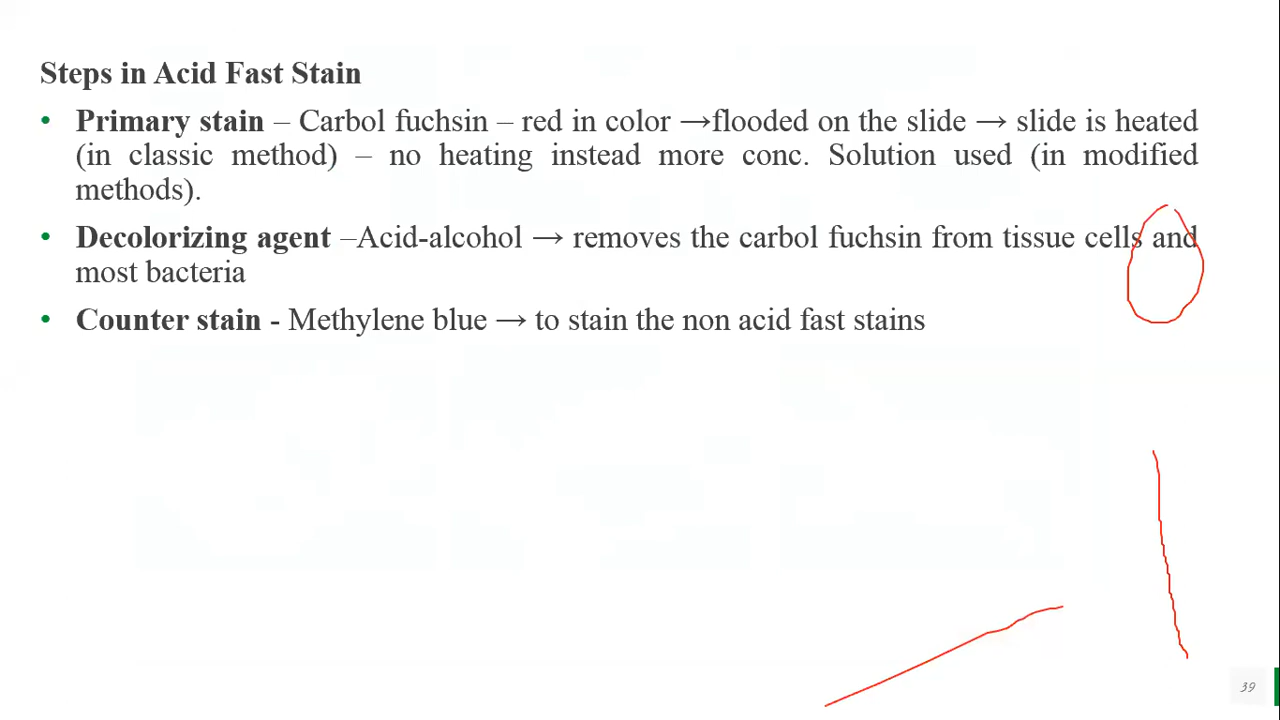 Steps in Acid Fast Stain
• Primary stain – Carbol fuchsin – red in color →flooded on the slide → slide is heated
(in classic method) – no heating instead more conc. Solution used (in modified
methods).
• Decolorizing agent –Acid-alcohol → removes the carbol fuchsin from tissue cells and
most bacteria
• Counter stain - Methylene blue → to stain the non acid fast stains
39